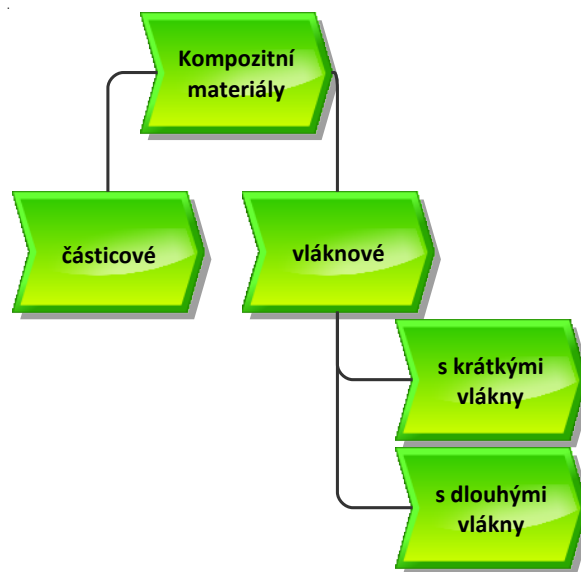 Kompozitní
materiály
částicové
vláknové
s krátkými
vlákny
s dlouhými
vlákny